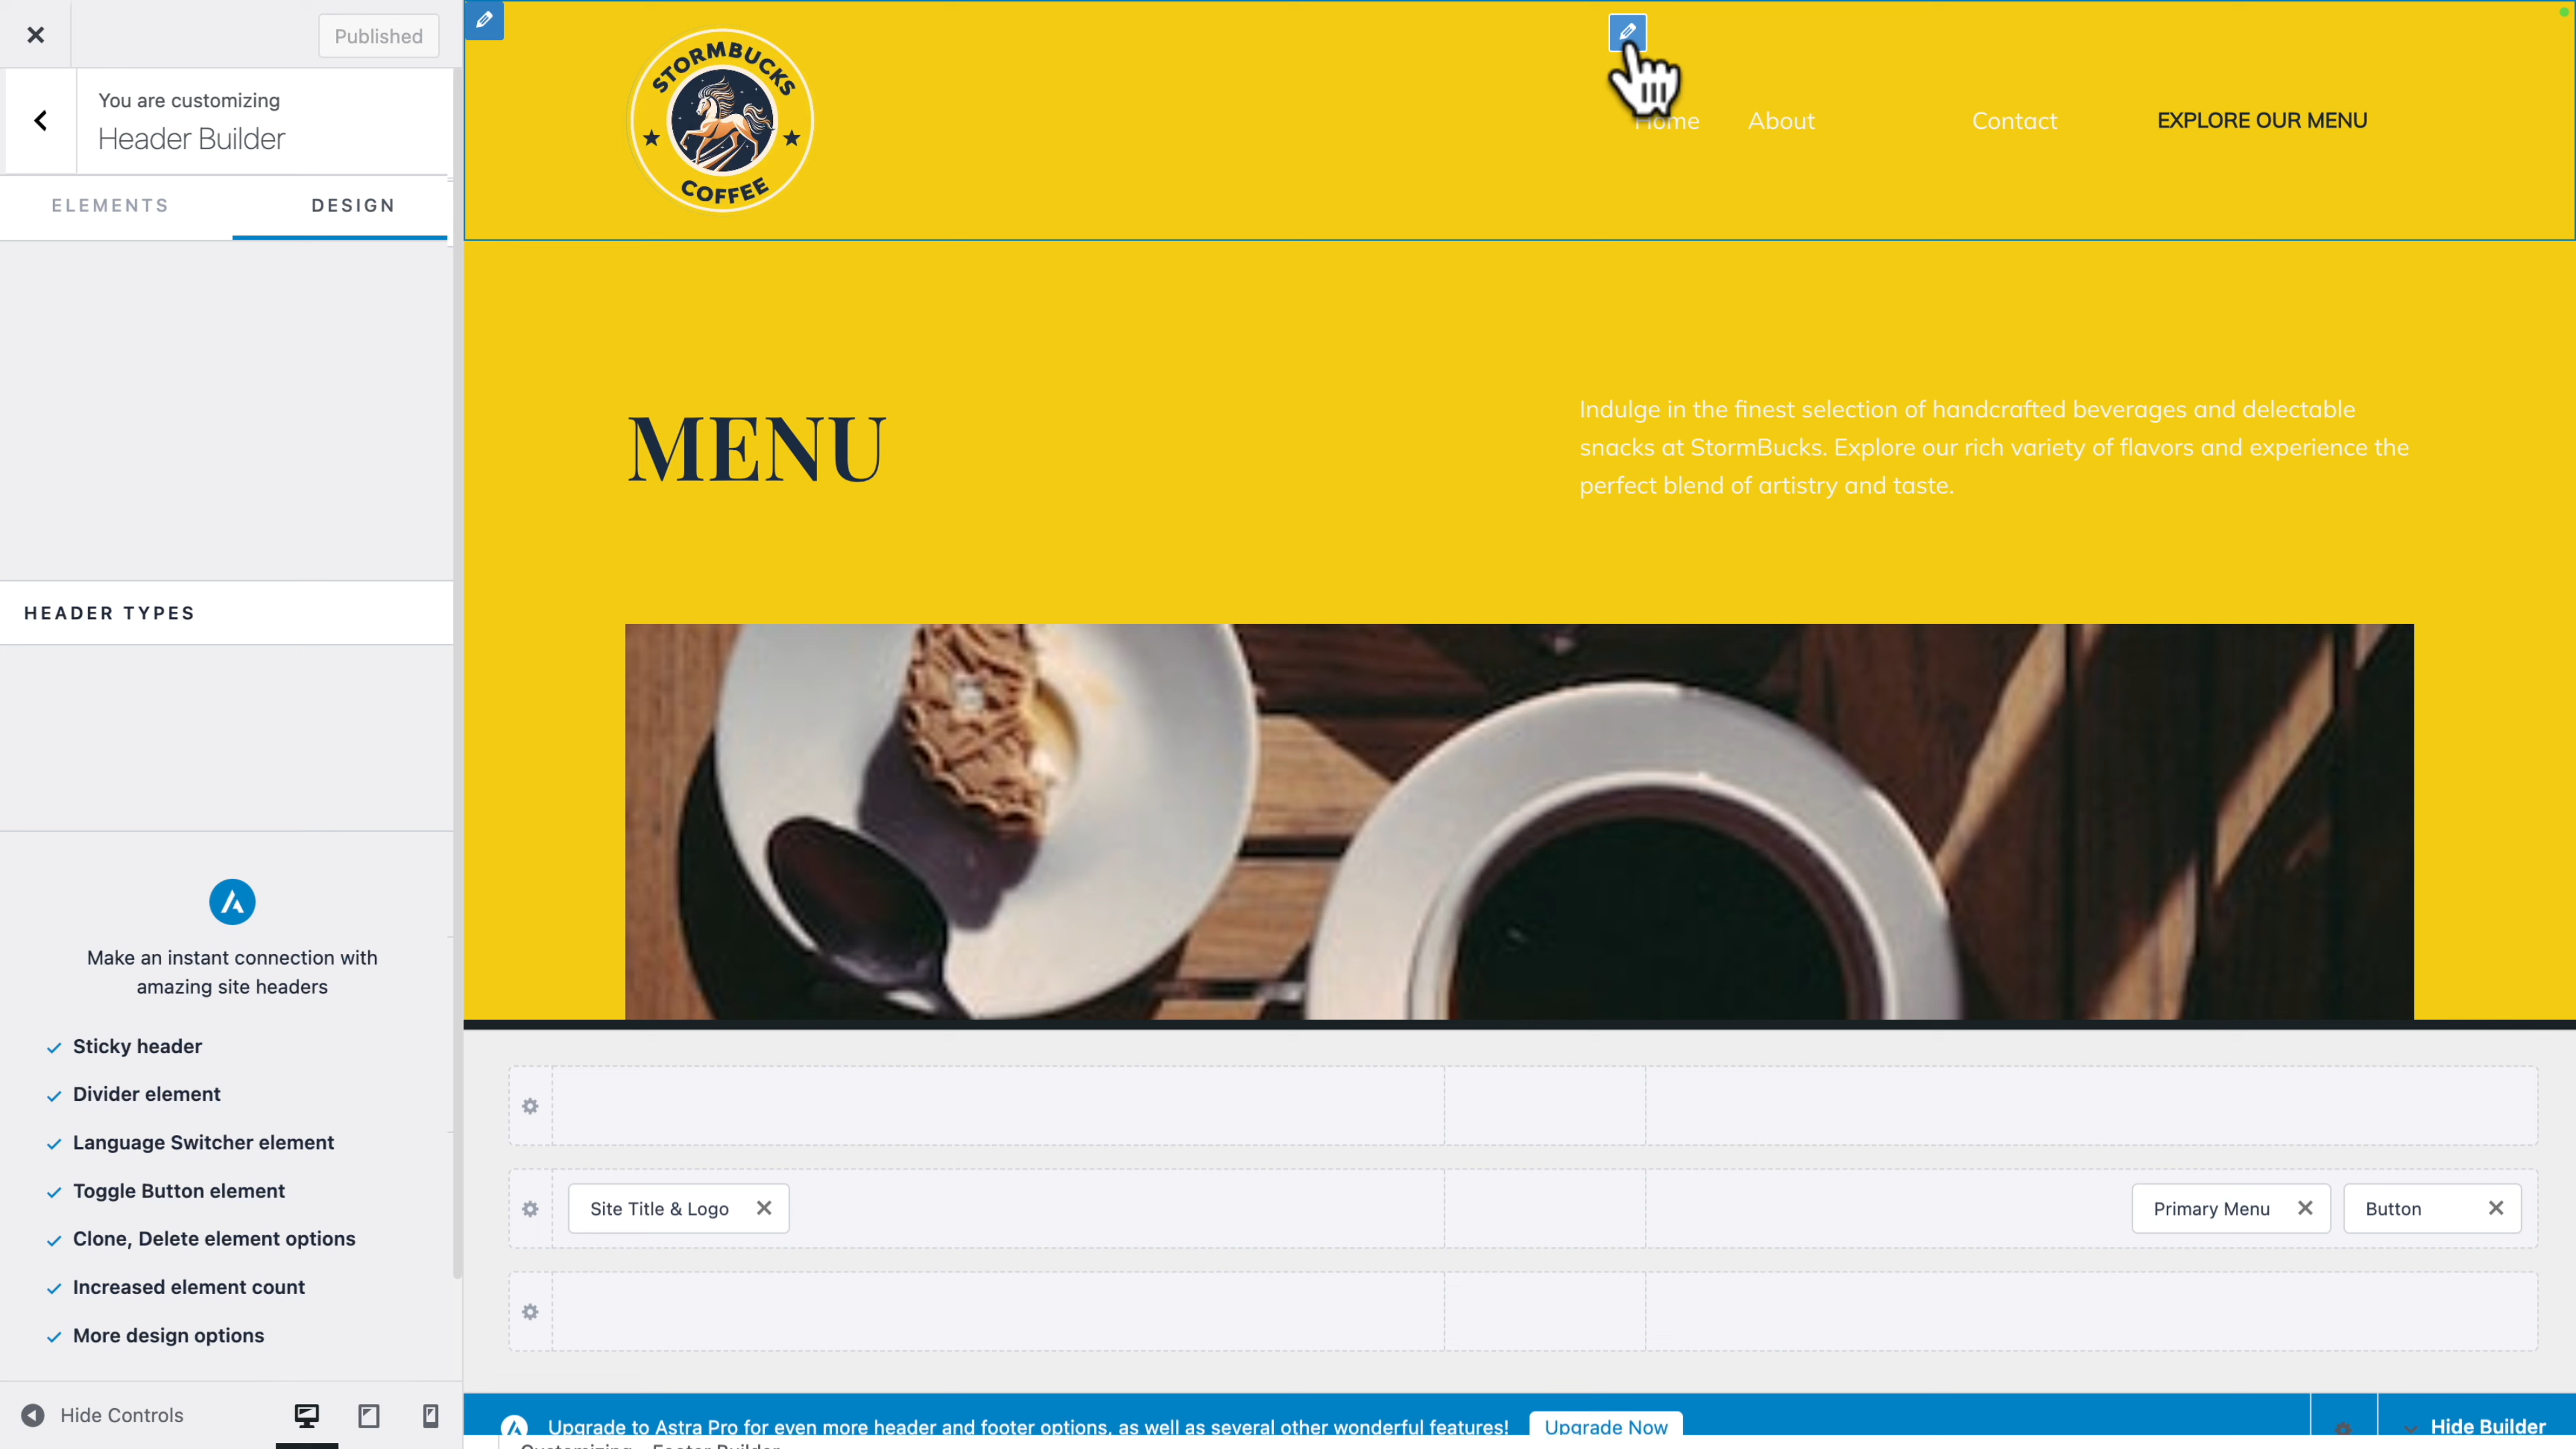 Published
You are customizing
Header Builder
ELEMENTS
DESIGN
HEADER TYPES
Make an instant connection with
amazing site headers
Sticky header
Divider element
Language Switcher element
Toggle Button element
Clone, Delete element options
Increased element count
More design options
Hide Controls
STORMBUCKS
COFFEE
Home About Contact EXPLORE OUR MENU
MENU
Indulge in the finest selection of handcrafted beverages and delectable
snacks at StormBucks. Explore our rich variety of flavors and experience the
perfect blend of artistry and taste.
Site Title & Logo
Primary Menu
Button
Upgrade to Astra Pro for even more header and footer options, as well as several other wonderful features!
Upgrade Now
Hide Builder